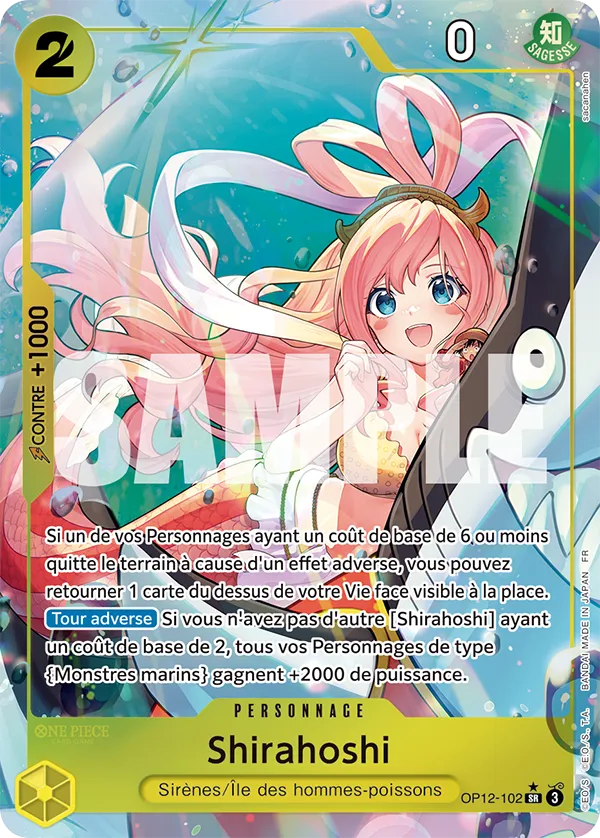 2
0
知
SAGESSE
sacanahen
CONTRE +1000
SAMPLE
Si un de vos Personnages ayant un coût de base de 6 ou moins
quitte le terrain à cause d'un effet adverse, vous pouvez
retourner 1 carte du dessus de votre Vie face visible à la place.
Tour adverse Si vous n'avez pas d'autre [Shirahoshi] ayant
un coût de base de 2, tous vos Personnages de type
{Monstres marins} gagnent +2000 de puissance.
PERSONNAGE
ONE PIECE
CARD GAME
Shirahoshi
Sirènes/Île des hommes-poissons
OP12-102 SR 3
©E.O/S. ©E.O./S., T.A. BANDAI MADE IN JAPAN FR